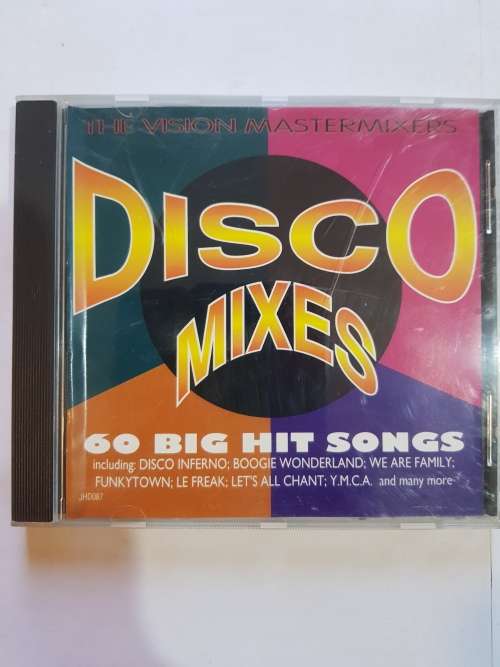 THE VISION MASTERMIXERS
DISCO
MIXES
60 BIG HIT SONGS
including: DISCO INFERNO; BOOGIE WONDERLAND; WE ARE FAMILY;
FUNKYTOWN; LE FREAK; LET'S ALL CHANT; Y.M.C.A. and many more
JHD087